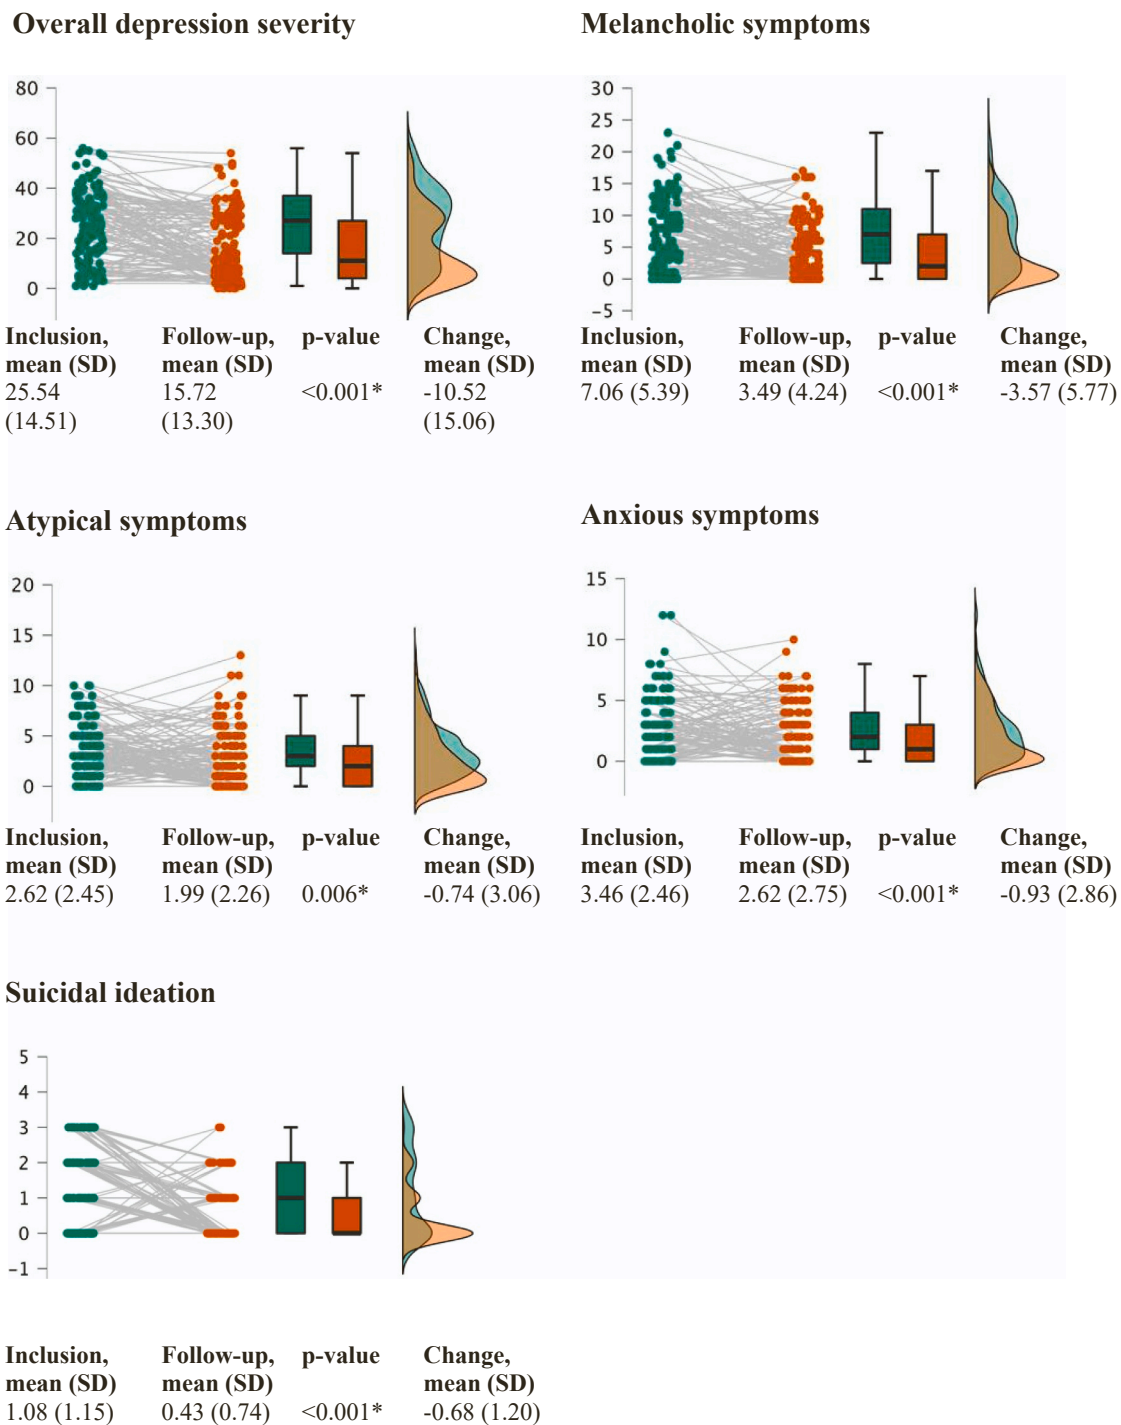 Overall depression severity
80
60
40
20
0
Inclusion, Follow-up, p-value Change,
mean (SD) mean (SD) mean (SD)
25.54 15.72 <0.001* -10.52
(14.51) (13.30) (15.06)
Melancholic symptoms
30
25
20
15
10
5
0
−5
Inclusion, Follow-up, p-value Change,
mean (SD) mean (SD) mean (SD)
7.06 (5.39) 3.49 (4.24) <0.001* -3.57 (5.77)
Atypical symptoms
20
15
10
5
0
Inclusion, Follow-up, p-value Change,
mean (SD) mean (SD) mean (SD)
2.62 (2.45) 1.99 (2.26) 0.006* -0.74 (3.06)
Anxious symptoms
15
10
5
0
Inclusion, Follow-up, p-value Change,
mean (SD) mean (SD) mean (SD)
3.46 (2.46) 2.62 (2.75) <0.001* -0.93 (2.86)
Suicidal ideation
5
4
3
2
1
0
−1
Inclusion, Follow-up, p-value Change,
mean (SD) mean (SD) mean (SD)
1.08 (1.15) 0.43 (0.74) <0.001* -0.68 (1.20)